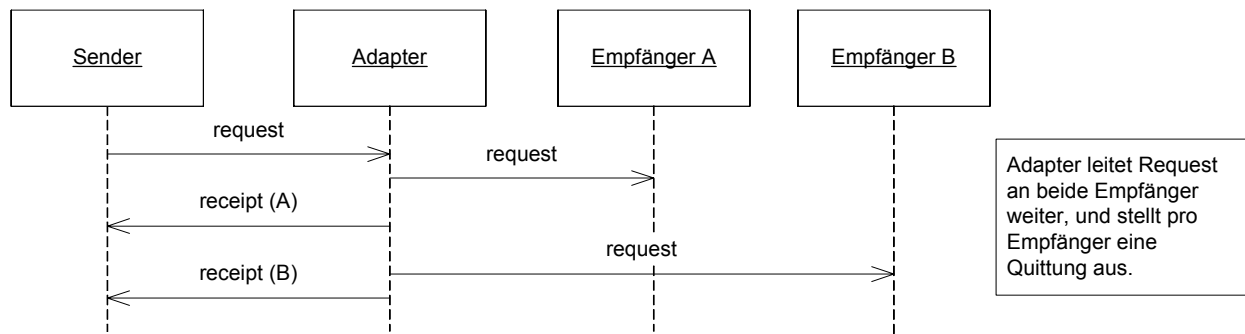 Sender
Adapter
Empfänger A
Empfänger B
request
request
receipt (A)
request
receipt (B)
Adapter leitet Request
an beide Empfänger
weiter, und stellt pro
Empfänger eine
Quittung aus.